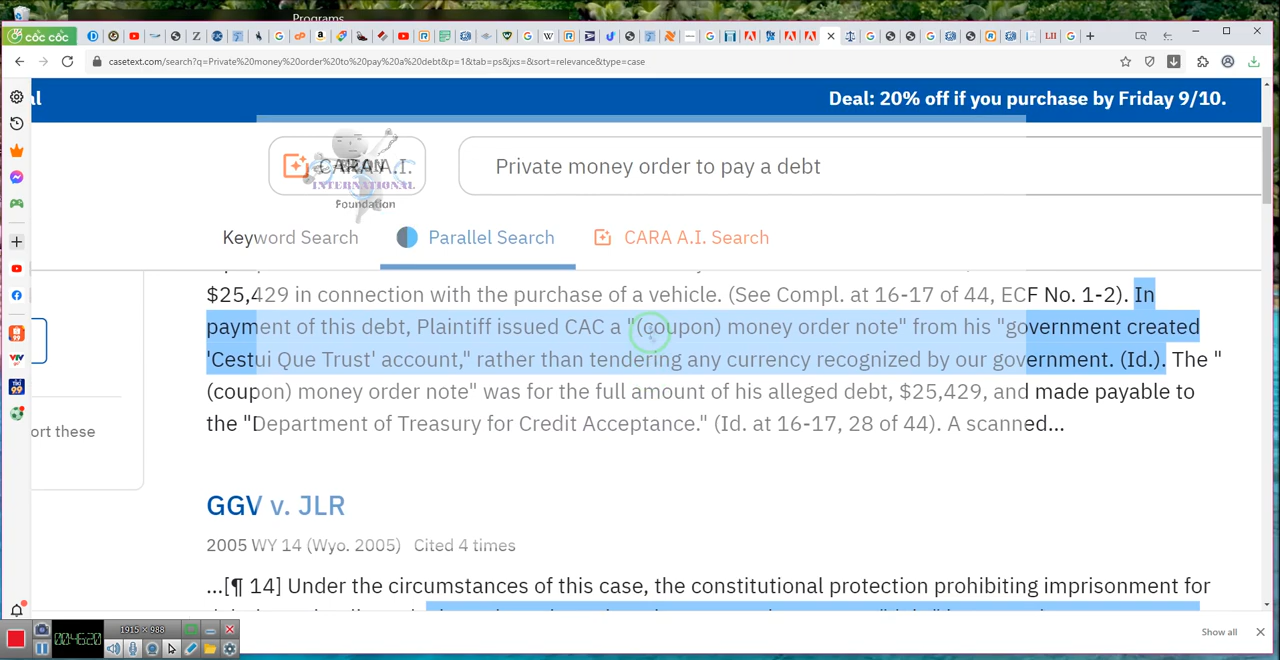 Programs
cốc cốc
casetext.com/search?q=Private%20money%20order%20to%20pay%20a%20debt&p=1&tab=ps&jxs=&sort=relevance&type=case
al
Deal: 20% off if you purchase by Friday 9/10.
CARA A.I.
INTERNATIONAL
Foundation
Private money order to pay a debt
Keyword Search
Parallel Search
CARA A.I. Search
$25,429 in connection with the purchase of a vehicle. (See Compl. at 16-17 of 44, ECF No. 1-2). In
payment of this debt, Plaintiff issued CAC a "(coupon) money order note" from his "government created
'Cestui Que Trust' account," rather than tendering any currency recognized by our government. (Id.). The "
(coupon) money order note" was for the full amount of his alleged debt, $25,429, and made payable to
the "Department of Treasury for Credit Acceptance." (Id. at 16-17, 28 of 44). A scanned...
ort these
GGV v. JLR
2005 WY 14 (Wyo. 2005) Cited 4 times
...[¶ 14] Under the circumstances of this case, the constitutional protection prohibiting imprisonment for
Show all
1915 × 988
00:46:20